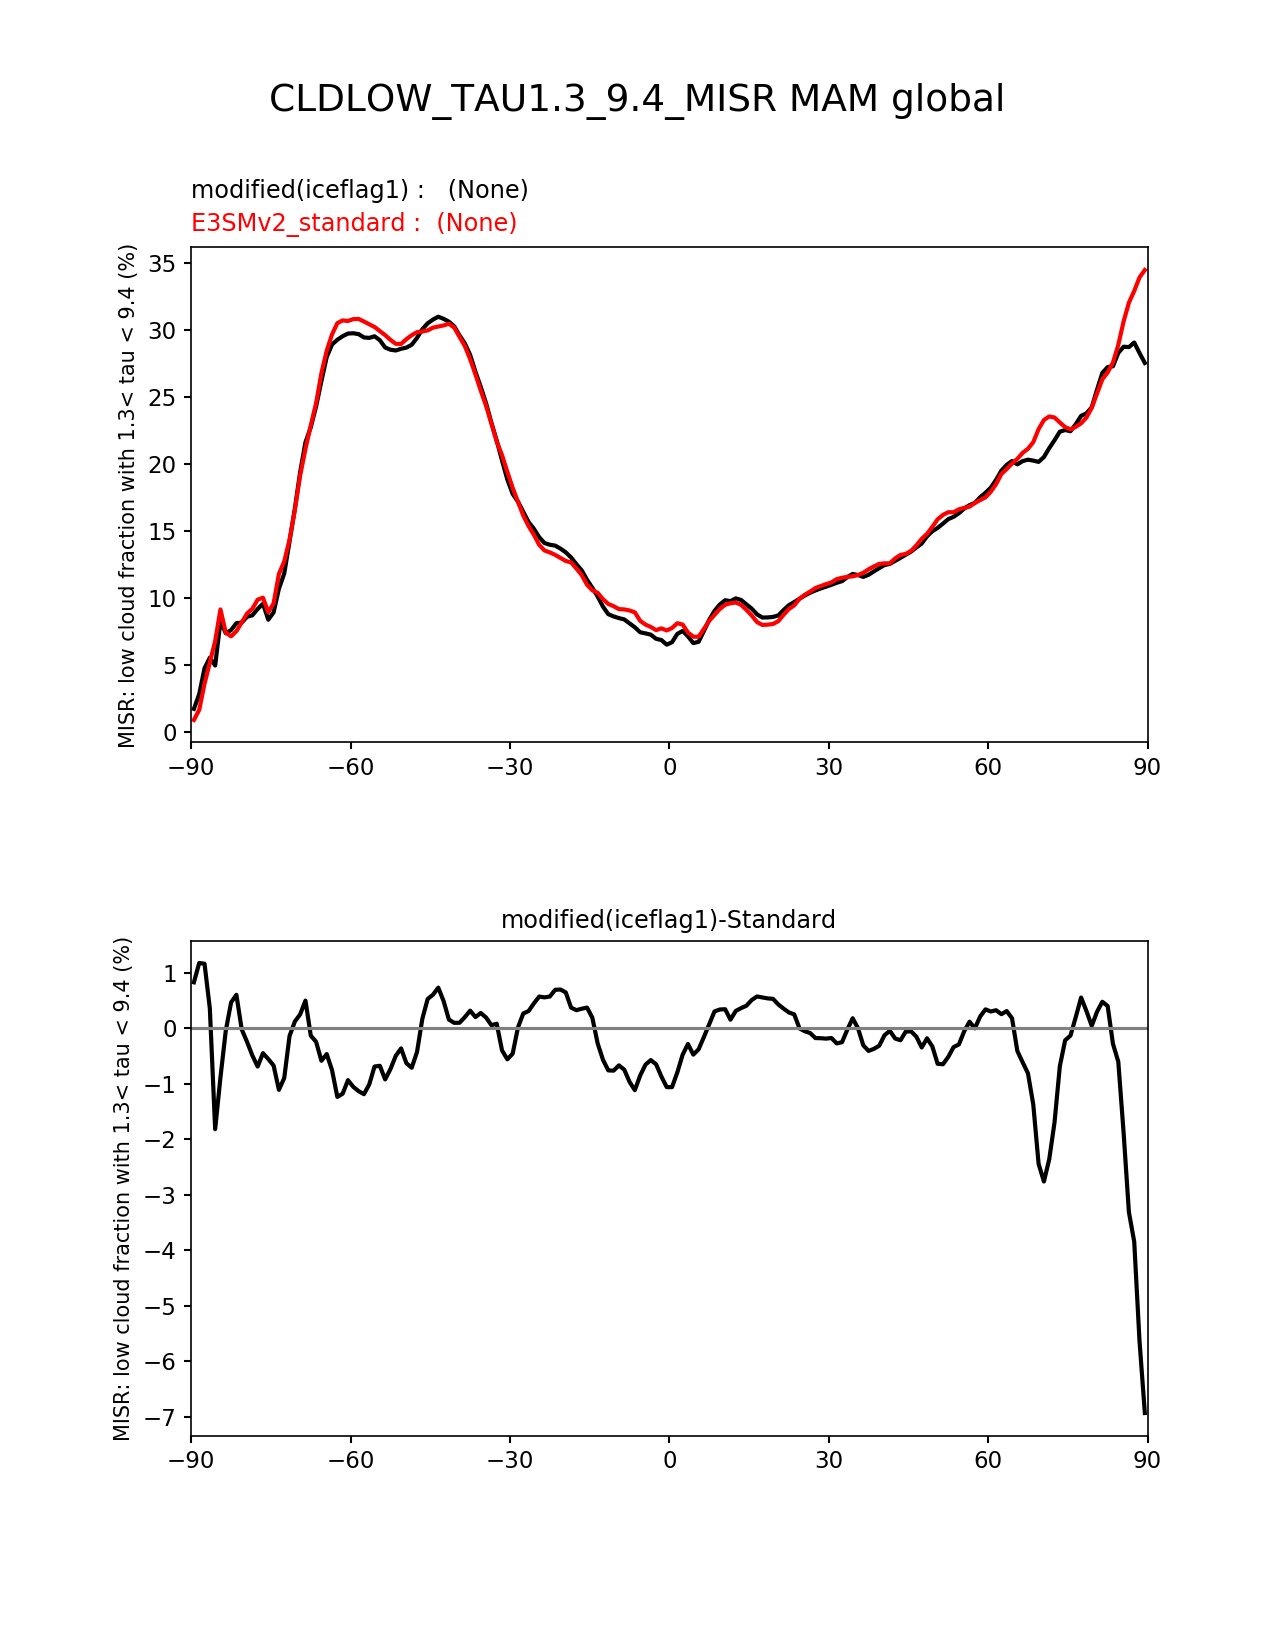 CLDLOW_TAU1.3_9.4_MISR MAM global
modified(iceflag1) :   (None)
E3SMv2_standard :  (None)
MISR: low cloud fraction with 1.3< tau < 9.4 (%)
35
30
25
20
15
10
5
0
−90 −60 −30 0 30 60 90
modified(iceflag1)-Standard
MISR: low cloud fraction with 1.3< tau < 9.4 (%)
1
0
−1
−2
−3
−4
−5
−6
−7
−90 −60 −30 0 30 60 90